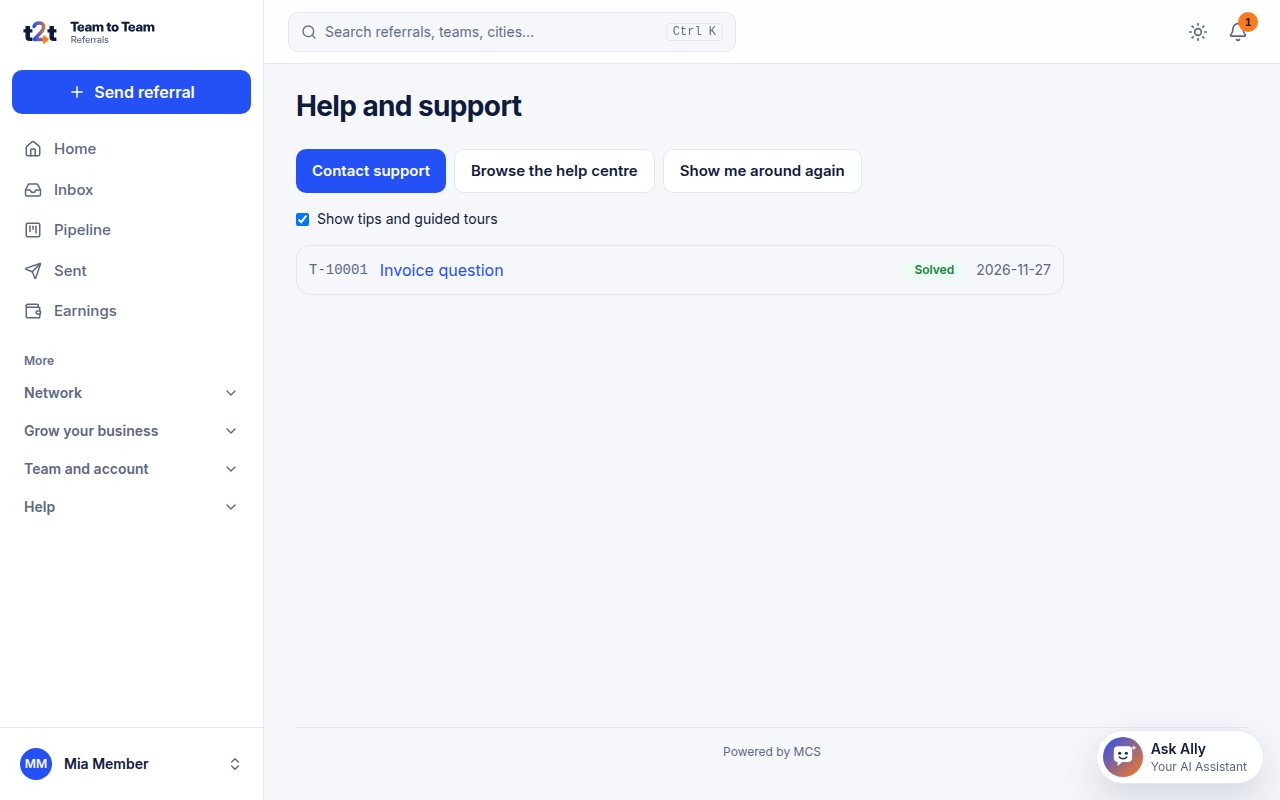 t2t Team to Team
Referrals
Search referrals, teams, cities...
Ctrl K
1
Send referral
Home
Inbox
Pipeline
Sent
Earnings
More
Network
Grow your business
Team and account
Help
MM
Mia Member
Help and support
Contact support
Browse the help centre
Show me around again
Show tips and guided tours
T-10001 Invoice question Solved 2026-11-27
Powered by MCS
Ask Ally
Your AI Assistant